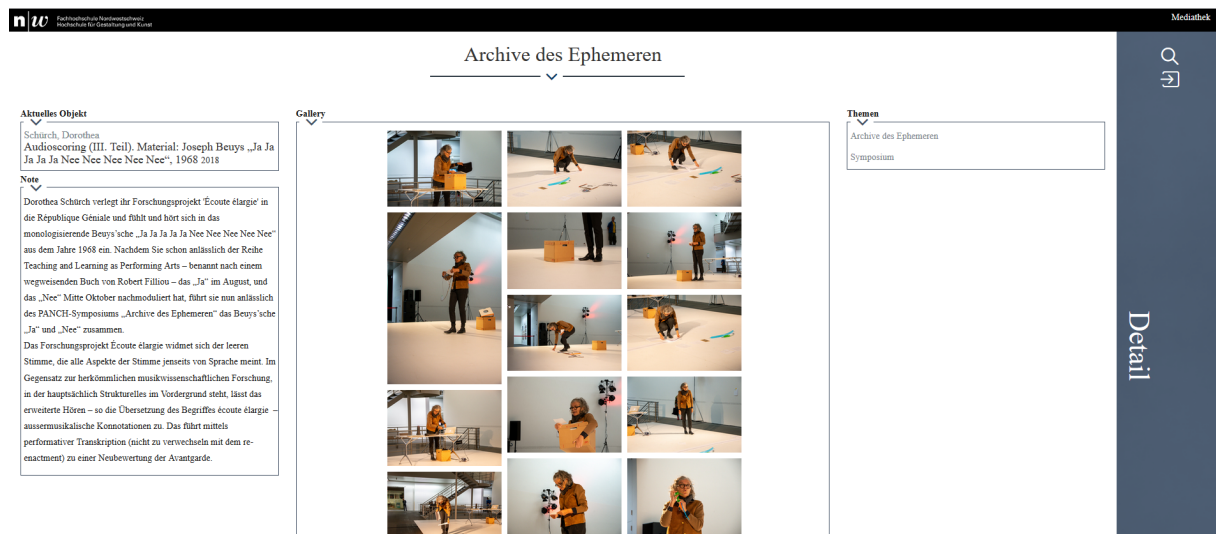 n|w Fachhochschule Nordwestschweiz
Hochschule für Gestaltung und Kunst
Mediathek
Archive des Ephemeren
Aktuelles Objekt
Schürch, Dorothea
Audioscoring (III. Teil). Material: Joseph Beuys „Ja Ja
Ja Ja Ja Nee Nee Nee Nee Nee“, 1968 2018
Note
Dorothea Schürch verlegt ihr Forschungsprojekt 'Écoute élargie' in
die République Géniale und fühlt und hört sich in das
monologisierende Beuys’sche „Ja Ja Ja Ja Ja Nee Nee Nee Nee Nee“
aus dem Jahre 1968 ein. Nachdem Sie schon anlässlich der Reihe
Teaching and Learning as Performing Arts – benannt nach einem
wegweisenden Buch von Robert Filliou – das „Ja“ im August, und
das „Nee“ Mitte Oktober nachmoduliert hat, führt sie nun anlässlich
des PANCH-Symposiums „Archive des Ephemeren“ das Beuys’sche
„Ja“ und „Nee“ zusammen.
Das Forschungsprojekt Écoute élargie widmet sich der leeren
Stimme, die alle Aspekte der Stimme jenseits von Sprache meint. Im
Gegensatz zur herkömmlichen musikwissenschaftlichen Forschung,
in der hauptsächlich Strukturelles im Vordergrund steht, lässt das
erweiterte Hören – so die Übersetzung des Begriffes écoute élargie –
aussermusikalische Konnotationen zu. Das führt mittels
performativer Transkription (nicht zu verwechseln mit dem re-
enactment) zu einer Neubewertung der Avantgarde.
Gallery
Themen
Archive des Ephemeren
Symposium
Detail